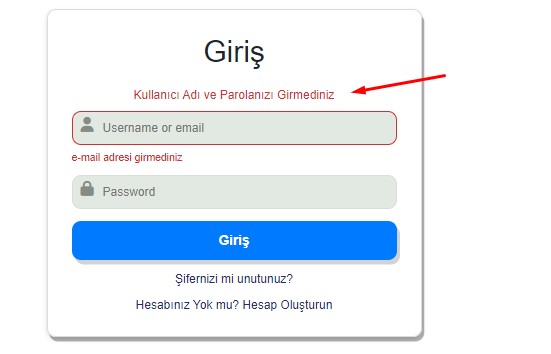 Giriş
Kullanıcı Adı ve Parolanızı Girmediniz
Username or email
e-mail adresi girmediniz
Password
Giriş
Şifernizi mi unutunuz?
Hesabınız Yok mu? Hesap Oluşturun